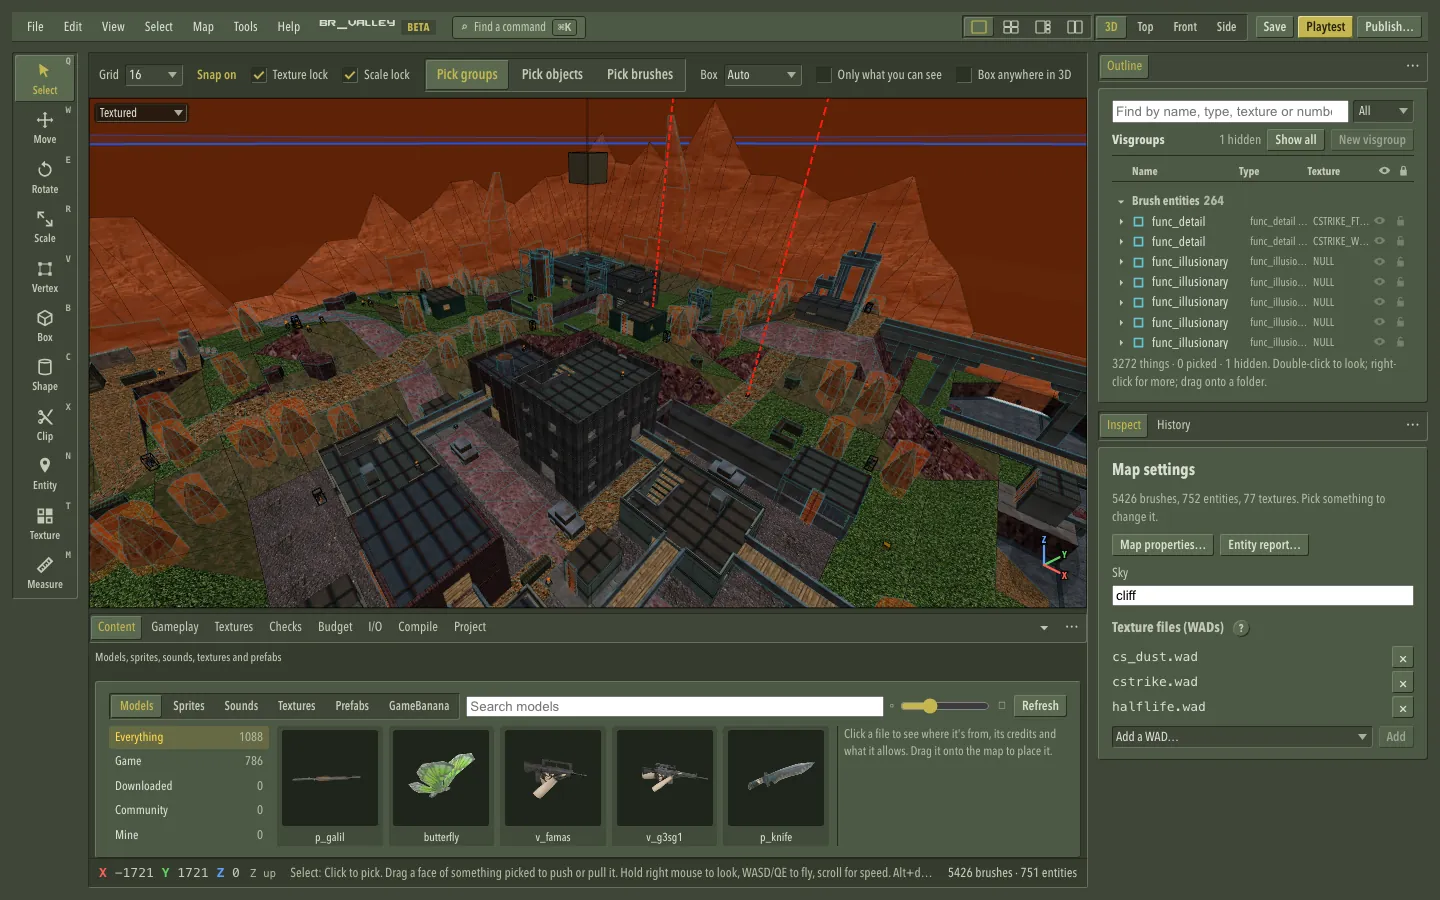 File Edit View Select Map Tools Help BR_VALLEY BETA Find a command ⌘K 3D Top Front Side Save Playtest Publish...
Q Select
W Move
E Rotate
R Scale
V Vertex
B Box
C Shape
X Clip
N Entity
T Texture
M Measure
Grid 16 Snap on Texture lock Scale lock Pick groups Pick objects Pick brushes Box Auto Only what you can see Box anywhere in 3D
Textured
Z
Y
X
Outline ...
Find by name, type, texture or numbe All
Visgroups 1 hidden Show all New visgroup
Name Type Texture
Brush entities 264
func_detail func_detail ... CSTRIKE_FT...
func_detail func_detail ... CSTRIKE_W...
func_illusionary func_illusio... NULL
func_illusionary func_illusio... NULL
func_illusionary func_illusio... NULL
func_illusionary func_illusio... NULL
func_illusionary func_illusio... NULL
3272 things · 0 picked · 1 hidden. Double-click to look; right-
click for more; drag onto a folder.
Inspect History ...
Map settings
5426 brushes, 752 entities, 77 textures. Pick something to
change it.
Map properties... Entity report...
Sky
cliff
Texture files (WADs) ?
cs_dust.wad ×
cstrike.wad ×
halflife.wad ×
Add a WAD... Add
Content Gameplay Textures Checks Budget I/O Compile Project ...
Models, sprites, sounds, textures and prefabs
Models Sprites Sounds Textures Prefabs GameBanana Search models Refresh
Everything 1088
Game 786
Downloaded 0
Community 0
Mine 0
p_galil butterfly v_famas v_g3sg1 p_knife
Click a file to see where it's from, its credits and
what it allows. Drag it onto the map to place it.
X −1721 Y 1721 Z 0 Z up Select: Click to pick. Drag a face of something picked to push or pull it. Hold right mouse to look, WASD/QE to fly, scroll for speed. Alt+d... 5426 brushes · 751 entities